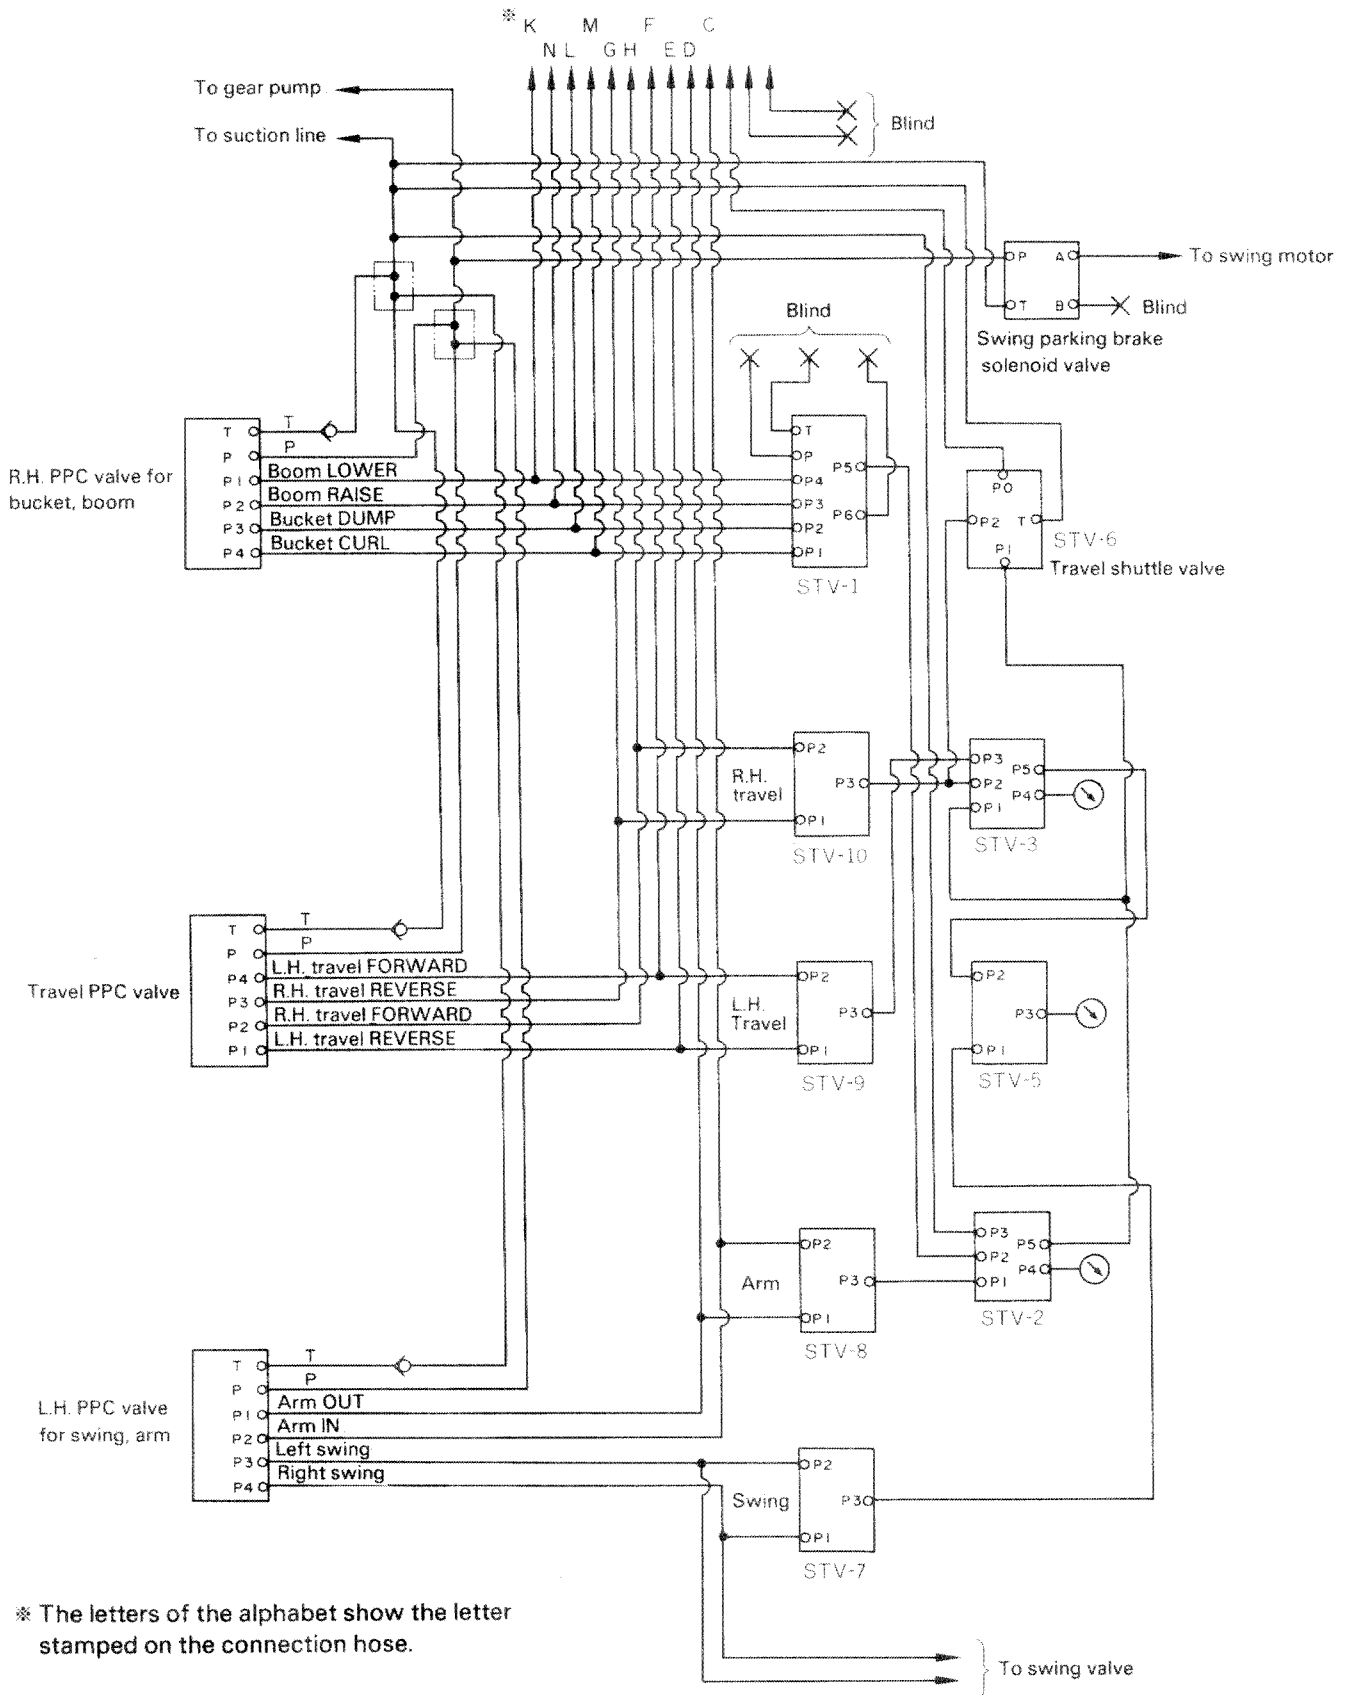 ※ K M F C
N L G H E D
To gear pump
To suction line
Blind
P A
T B
To swing motor
Blind
Swing parking brake
solenoid valve
Blind
R.H. PPC valve for
bucket, boom
T T
P P
P1 Boom LOWER
P2 Boom RAISE
P3 Bucket DUMP
P4 Bucket CURL
T
P
P5
P4
P3
P6
P2
P1
STV-1
P0
P2 T
P1
STV-6
Travel shuttle valve
R.H.
travel
P2
P3
P1
STV-10
P3
P5
P2
P4
P1
STV-3
Travel PPC valve
T T
P P
P4 L.H. travel FORWARD
P3 R.H. travel REVERSE
P2 R.H. travel FORWARD
P1 L.H. travel REVERSE
L.H.
Travel
P2
P3
P1
STV-9
P2
P3
P1
STV-5
Arm
P2
P3
P1
STV-8
P3
P5
P2
P4
P1
STV-2
L.H. PPC valve
for swing, arm
T T
P P
P1 Arm OUT
P2 Arm IN
P3 Left swing
P4 Right swing
Swing
P2
P3
P1
STV-7
※ The letters of the alphabet show the letter
stamped on the connection hose.
To swing valve